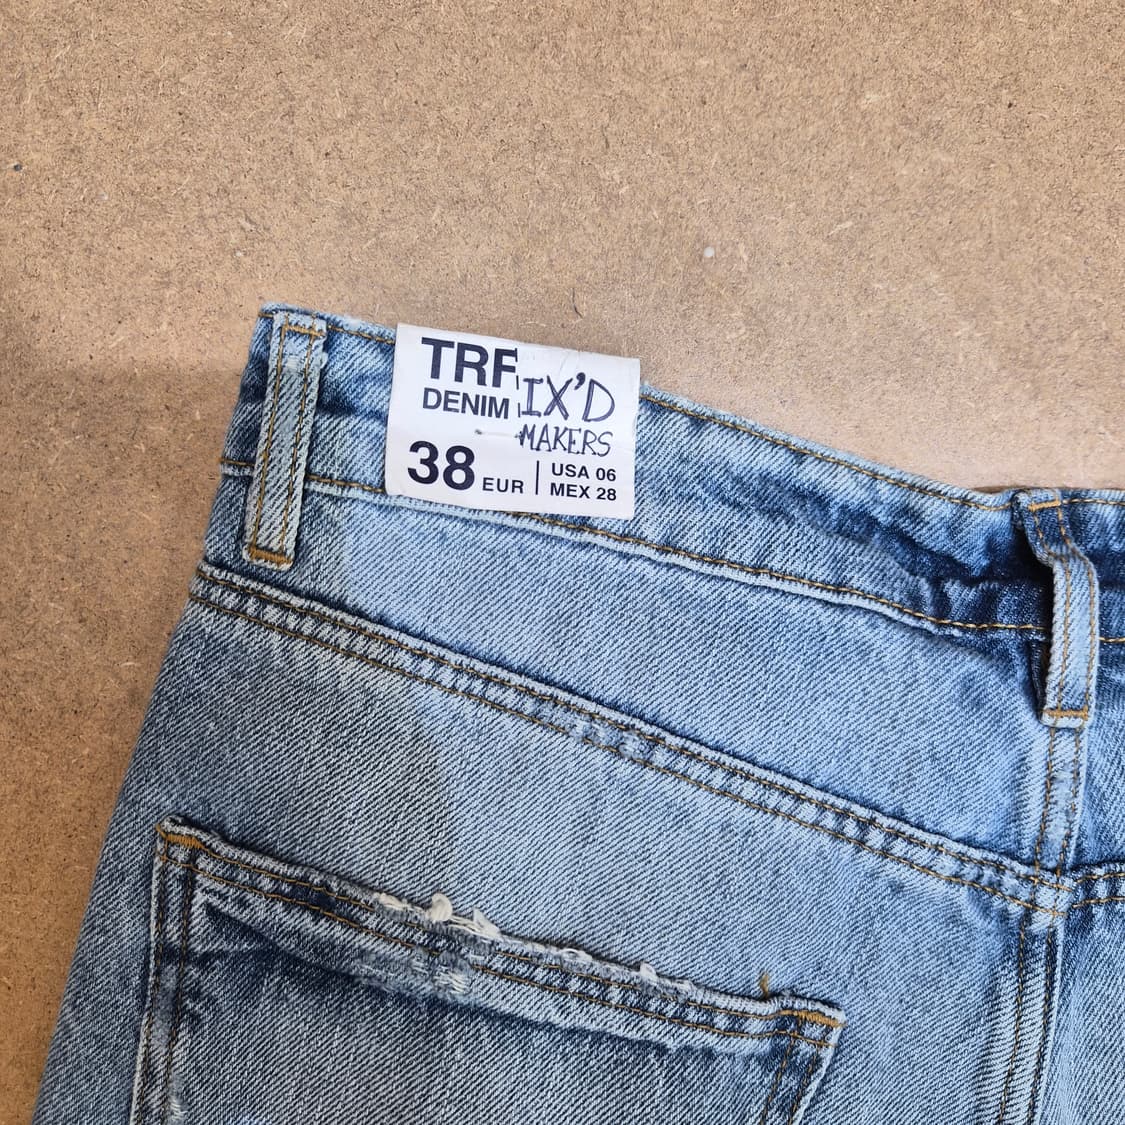 TRF
DENIM
IX'D
MAKERS
38 EUR
USA 06
MEX 28